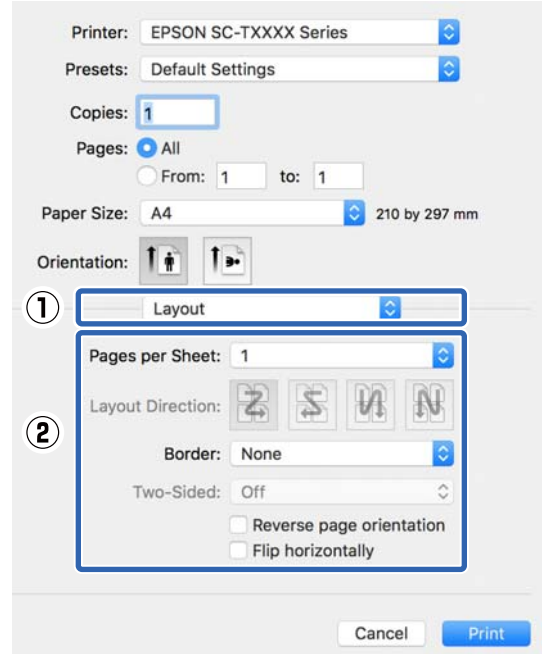 Printer: EPSON SC-TXXXX Series
Presets: Default Settings
Copies: 1
Pages: All
From: 1 to: 1
Paper Size: A4 210 by 297 mm
Orientation:
① Layout
Pages per Sheet: 1
Layout Direction:
②
Border: None
Two-Sided: Off
Reverse page orientation
Flip horizontally
Cancel Print